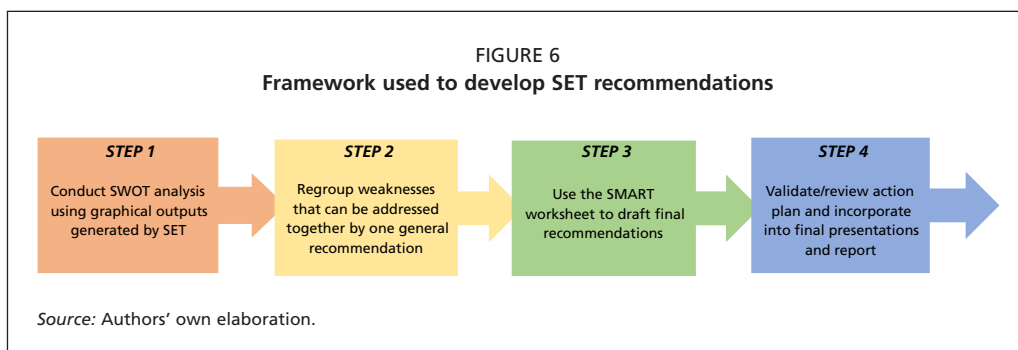 FIGURE 6
Framework used to develop SET recommendations
STEP 1
Conduct SWOT analysis
using graphical outputs
generated by SET
STEP 2
Regroup weaknesses
that can be addressed
together by one general
recommendation
STEP 3
Use the SMART
worksheet to draft final
recommendations
STEP 4
Validate/review action
plan and incorporate
into final presentations
and report
Source: Authors’ own elaboration.